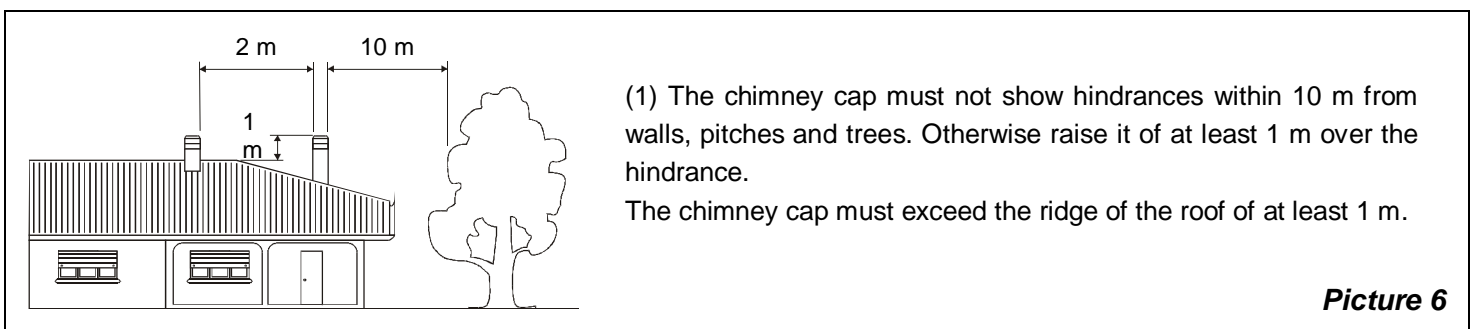 2 m 10 m
1
m
(1) The chimney cap must not show hindrances within 10 m from
walls, pitches and trees. Otherwise raise it of at least 1 m over the
hindrance.
The chimney cap must exceed the ridge of the roof of at least 1 m.
Picture 6